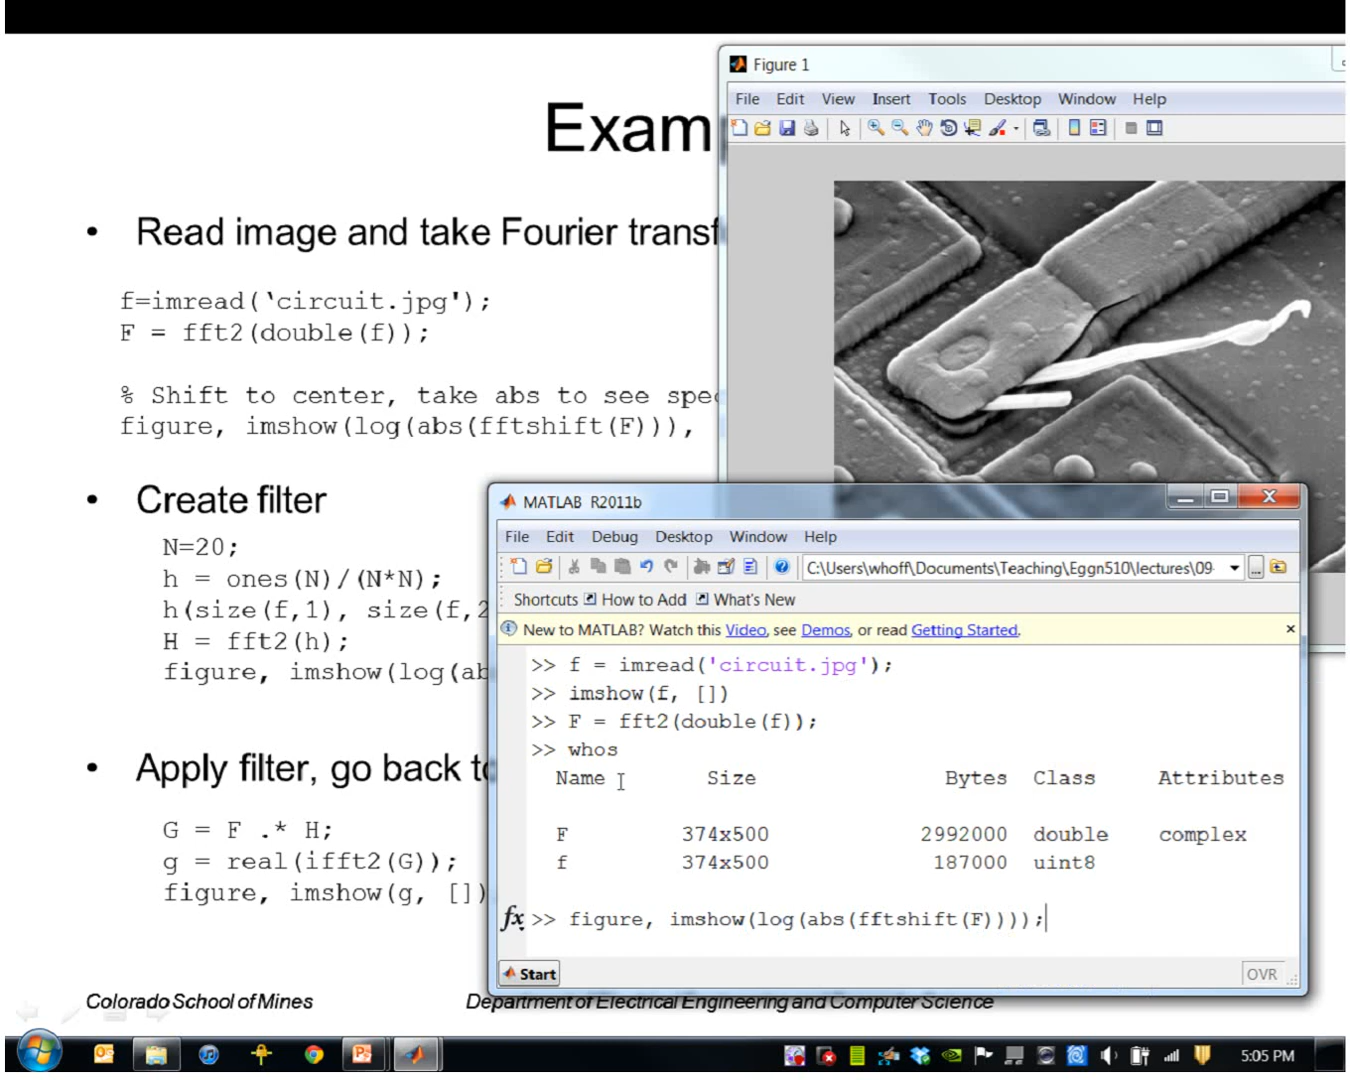 Exam
• Read image and take Fourier transf
f=imread('circuit.jpg');
F = fft2(double(f));
% Shift to center, take abs to see spec
figure, imshow(log(abs(fftshift(F))),
• Create filter
N=20;
h = ones(N)/(N*N);
h(size(f,1), size(f,2
H = fft2(h);
figure, imshow(log(ab
• Apply filter, go back to
G = F .* H;
g = real(ifft2(G));
figure, imshow(g, [])
Colorado School of Mines
Department of Electrical Engineering and Computer Science
Figure 1
File Edit View Insert Tools Desktop Window Help
MATLAB R2011b
File Edit Debug Desktop Window Help
C:\Users\whoff\Documents\Teaching\Eggn510\lectures\09-
Shortcuts How to Add What's New
New to MATLAB? Watch this Video, see Demos, or read Getting Started.
>> f = imread('circuit.jpg');
>> imshow(f, [])
>> F = fft2(double(f));
>> whos
Name Size Bytes Class Attributes
F 374x500 2992000 double complex
f 374x500 187000 uint8
fx >> figure, imshow(log(abs(fftshift(F))));
Start
OVR
5:05 PM